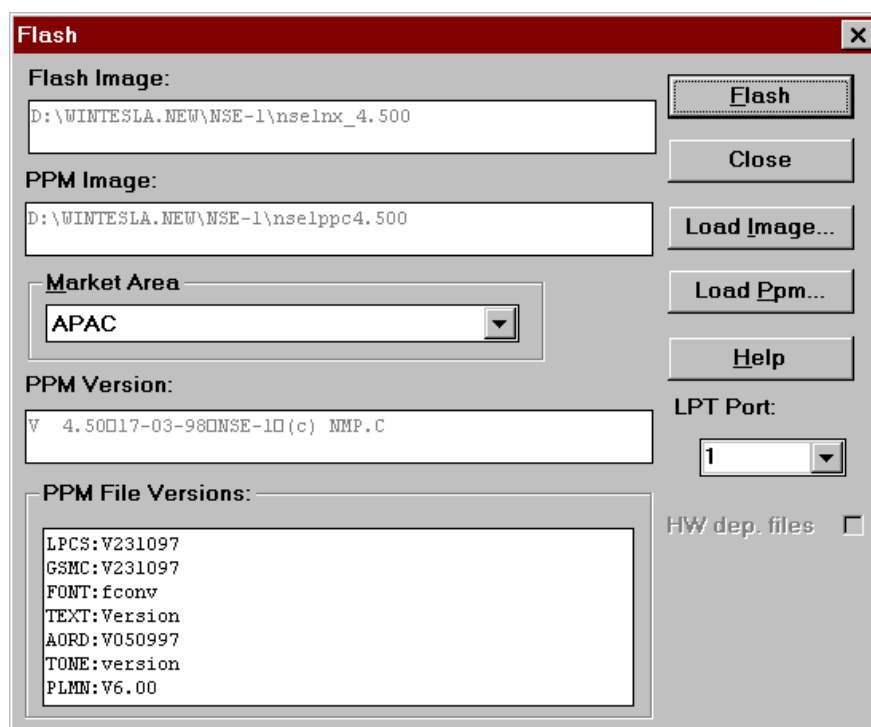 Flash
Flash Image:
D:\WINTESLA.NEW\NSE-1\nse1nx_4.500
PPM Image:
D:\WINTESLA.NEW\NSE-1\nse1ppc4.500
Market Area
APAC
PPM Version:
V  4.50□17-03-98□NSE-1□(c) NMP.C
PPM File Versions:
LPCS:V231097
GSMC:V231097
FONT:fconv
TEXT:Version
AORD:V050997
TONE:version
PLMN:V6.00
Flash
Close
Load Image...
Load Ppm...
Help
LPT Port:
1
HW dep. files